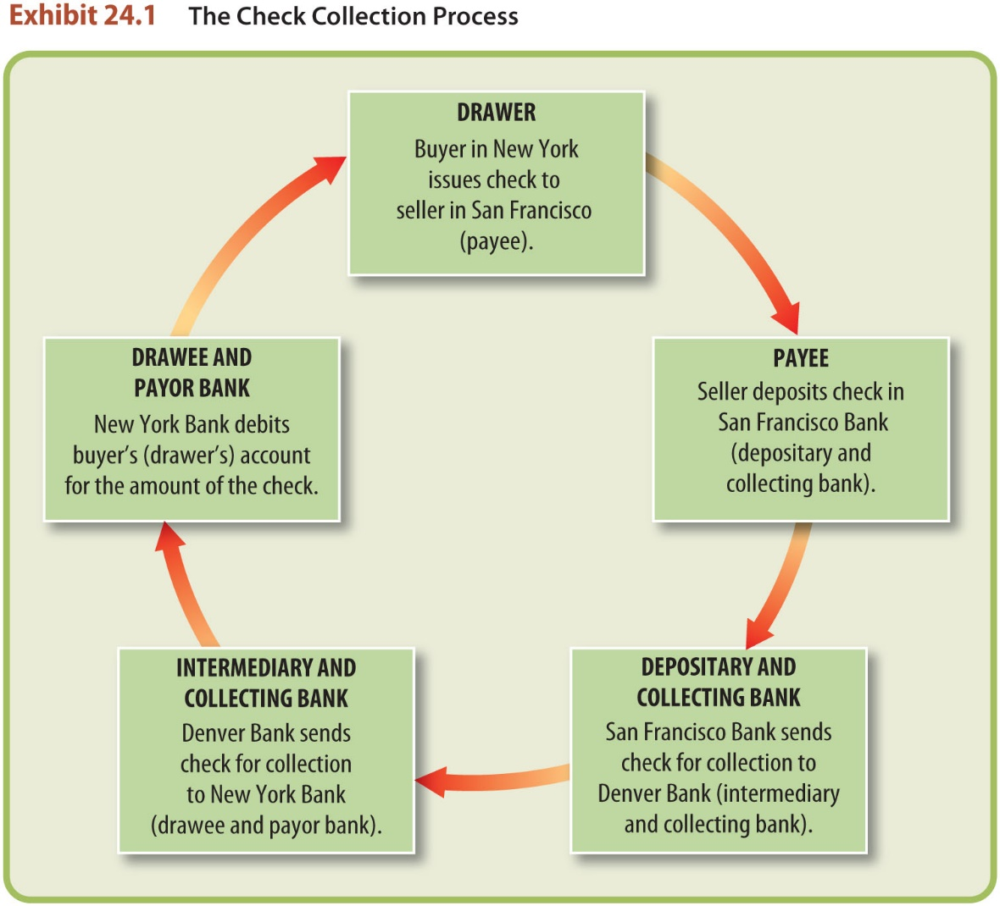 Exhibit 24.1 The Check Collection Process
DRAWER
Buyer in New York
issues check to
seller in San Francisco
(payee).
PAYEE
Seller deposits check in
San Francisco Bank
(depositary and
collecting bank).
DEPOSITARY AND
COLLECTING BANK
San Francisco Bank sends
check for collection to
Denver Bank (intermediary
and collecting bank).
INTERMEDIARY AND
COLLECTING BANK
Denver Bank sends
check for collection
to New York Bank
(drawee and payor bank).
DRAWEE AND
PAYOR BANK
New York Bank debits
buyer's (drawer's) account
for the amount of the check.